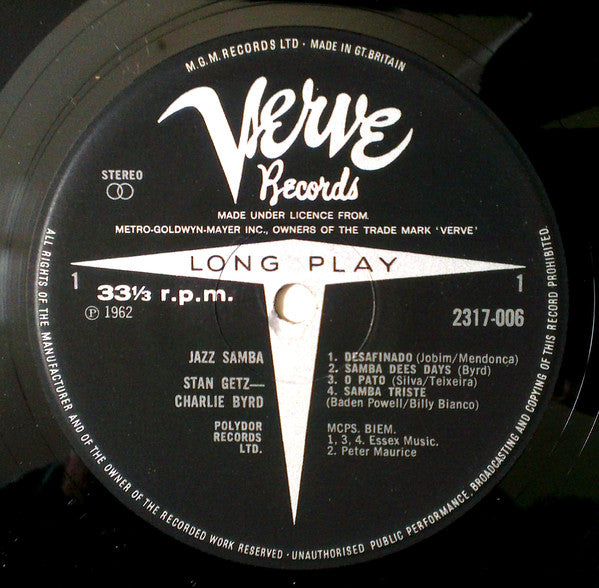 M.G.M. RECORDS LTD · MADE IN GT. BRITAIN
Verve
Records
STEREO
MADE UNDER LICENCE FROM
METRO-GOLDWYN-MAYER INC., OWNERS OF THE TRADE MARK 'VERVE'
LONG PLAY
1
33⅓ r.p.m.
1
Ⓟ 1962
2317-006
JAZZ SAMBA
STAN GETZ—
CHARLIE BYRD
POLYDOR
RECORDS
LTD.
1. DESAFINADO (Jobim/Mendonca)
2. SAMBA DEES DAYS (Byrd)
3. O PATO (Silva/Teixeira)
4. SAMBA TRISTE
(Baden Powell/Billy Bianco)
MCPS. BIEM.
1, 3, 4. Essex Music.
2. Peter Maurice
ALL RIGHTS OF THE MANUFACTURER AND OF THE OWNER OF THE RECORDED WORK RESERVED · UNAUTHORISED PUBLIC PERFORMANCE, BROADCASTING AND COPYING OF THIS RECORD PROHIBITED.